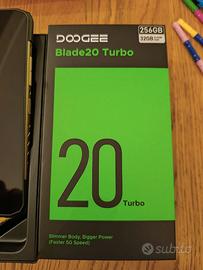 DOOGEE
256GB
Blade20 Turbo
32GB
20
Turbo
Slimmer Body, Bigger Power
(Faster 5G Speed)
subito